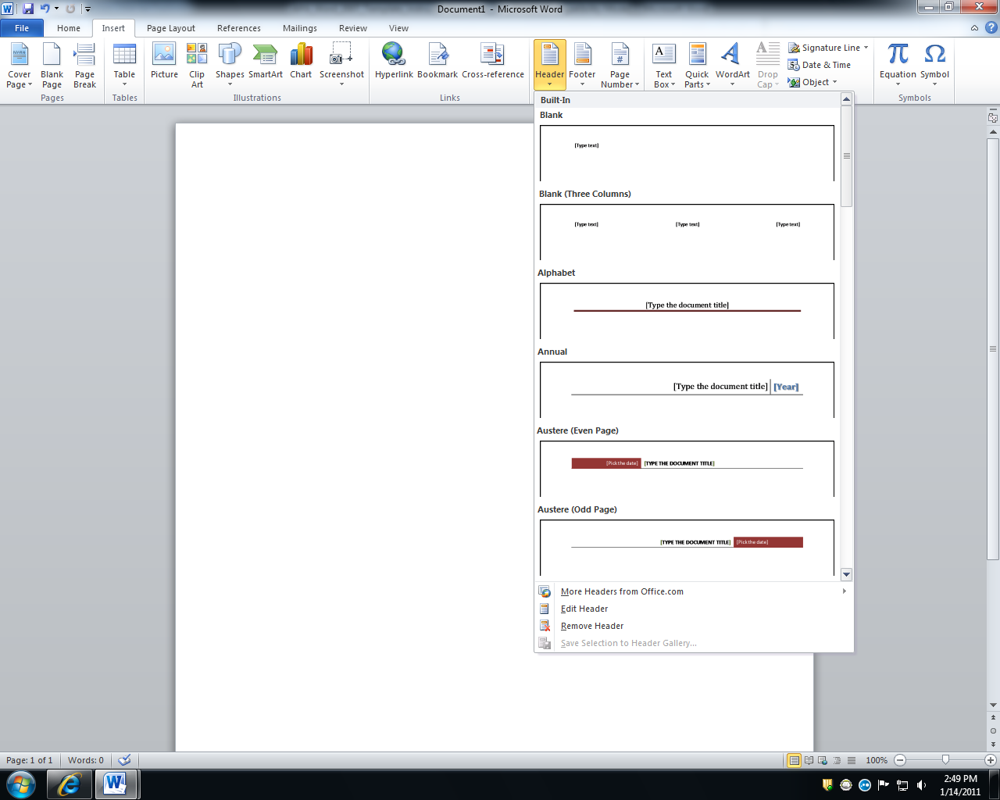 Document1 - Microsoft Word
File Home Insert Page Layout References Mailings Review View
Cover Page Blank Page Page Break
Table
Picture Clip Art Shapes SmartArt Chart Screenshot
Hyperlink Bookmark Cross-reference
Header Footer Page Number
Text Box Quick Parts WordArt Drop Cap
Signature Line
Date & Time
Object
Equation Symbol
Pages Tables Illustrations Links Symbols
Built-In
Blank
[Type text]
Blank (Three Columns)
[Type text] [Type text] [Type text]
Alphabet
[Type the document title]
Annual
[Type the document title] [Year]
Austere (Even Page)
[Pick the date] [TYPE THE DOCUMENT TITLE]
Austere (Odd Page)
[TYPE THE DOCUMENT TITLE] [Pick the date]
More Headers from Office.com
Edit Header
Remove Header
Save Selection to Header Gallery...
Page: 1 of 1 Words: 0 100%
2:49 PM
1/14/2011